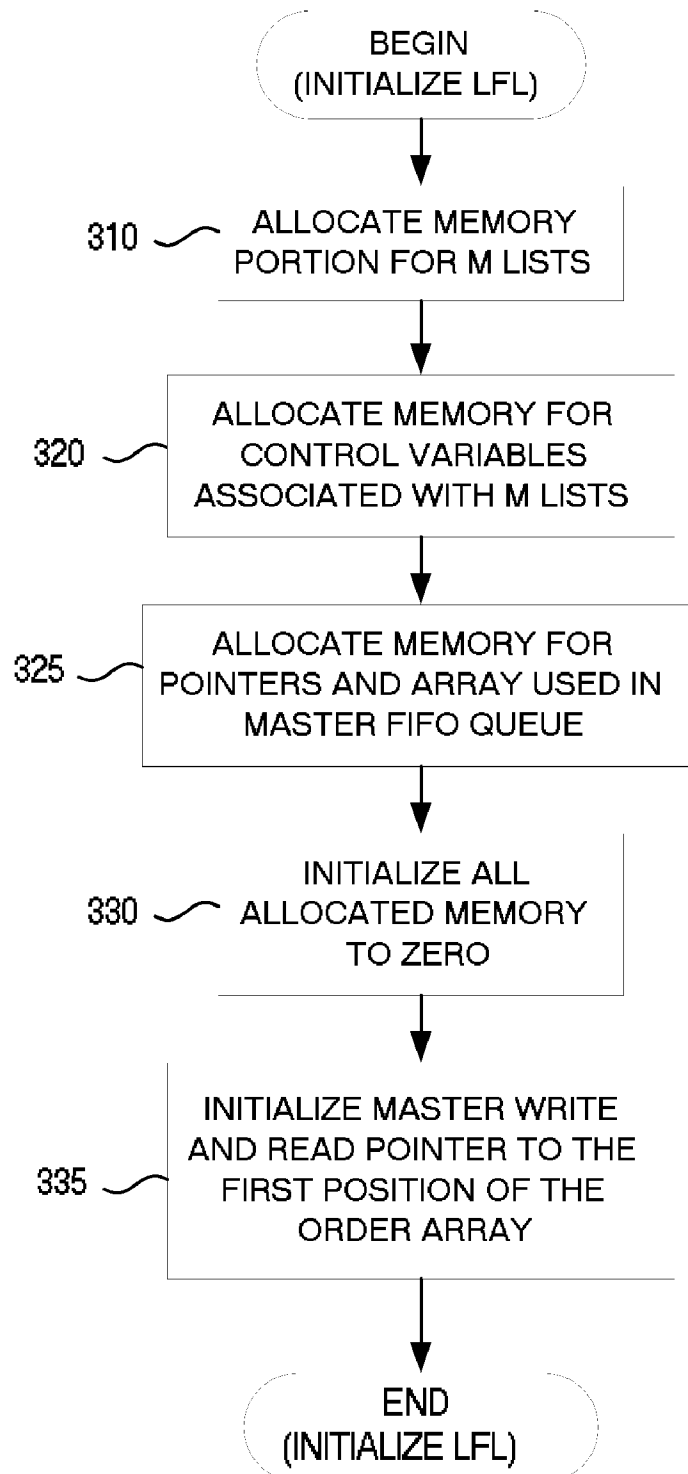 BEGIN
(INITIALIZE LFL)
310
ALLOCATE MEMORY
PORTION FOR M LISTS
320
ALLOCATE MEMORY FOR
CONTROL VARIABLES
ASSOCIATED WITH M LISTS
325
ALLOCATE MEMORY FOR
POINTERS AND ARRAY USED IN
MASTER FIFO QUEUE
330
INITIALIZE ALL
ALLOCATED MEMORY
TO ZERO
335
INITIALIZE MASTER WRITE
AND READ POINTER TO THE
FIRST POSITION OF THE
ORDER ARRAY
END
(INITIALIZE LFL)